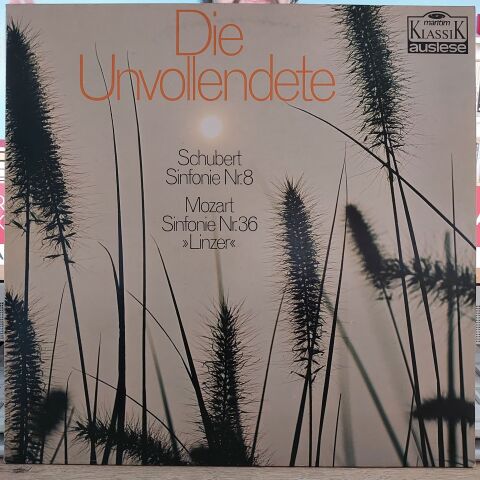 Die
Unvollendete
maritim
KLASSIK
auslese
Schubert
Sinfonie Nr.8
Mozart
Sinfonie Nr.36
»Linzer«